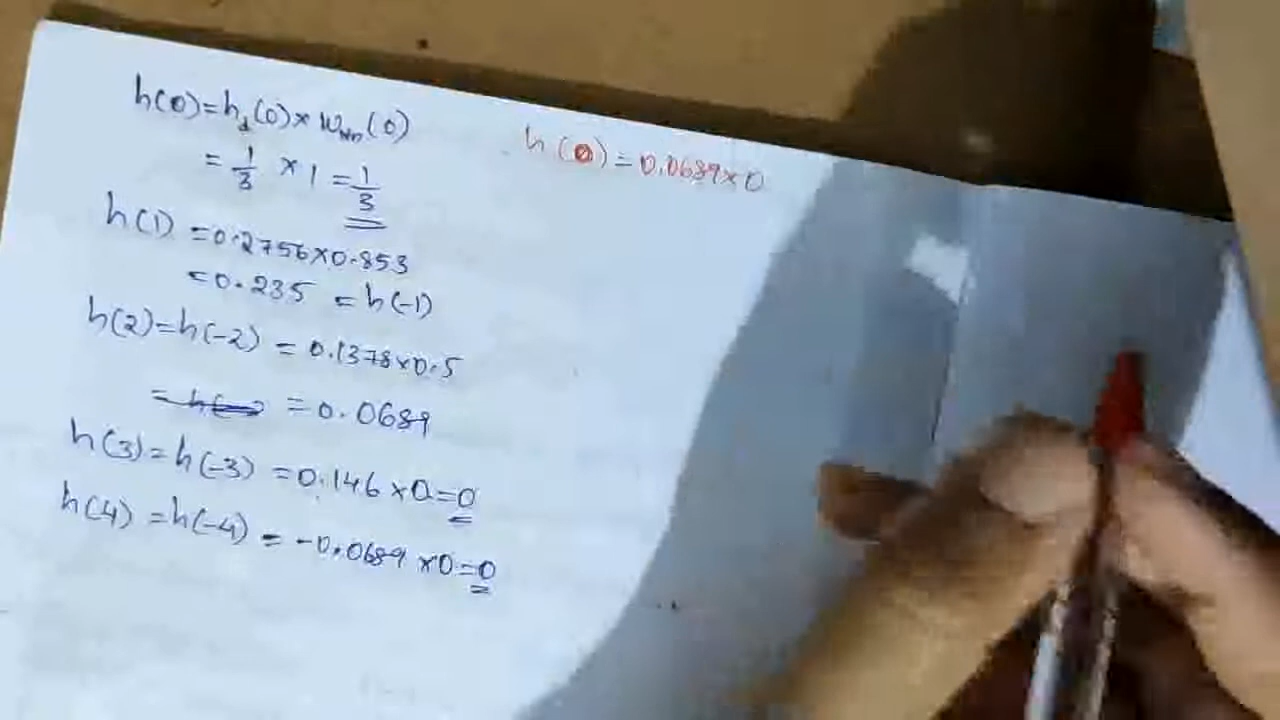 h(0)=h_d(0)×w_Hn(0)
= 1/3 × 1 = 1/3
h(1) =0.2756×0.853
=0.235 = h(-1)
h(2)=h(-2) = 0.1378×0.5
= 0.0689
h(3)=h(-3) =0.146×0=0
h(4) =h(-4) = -0.0689 ×0=0
h(0)=0.0689×0